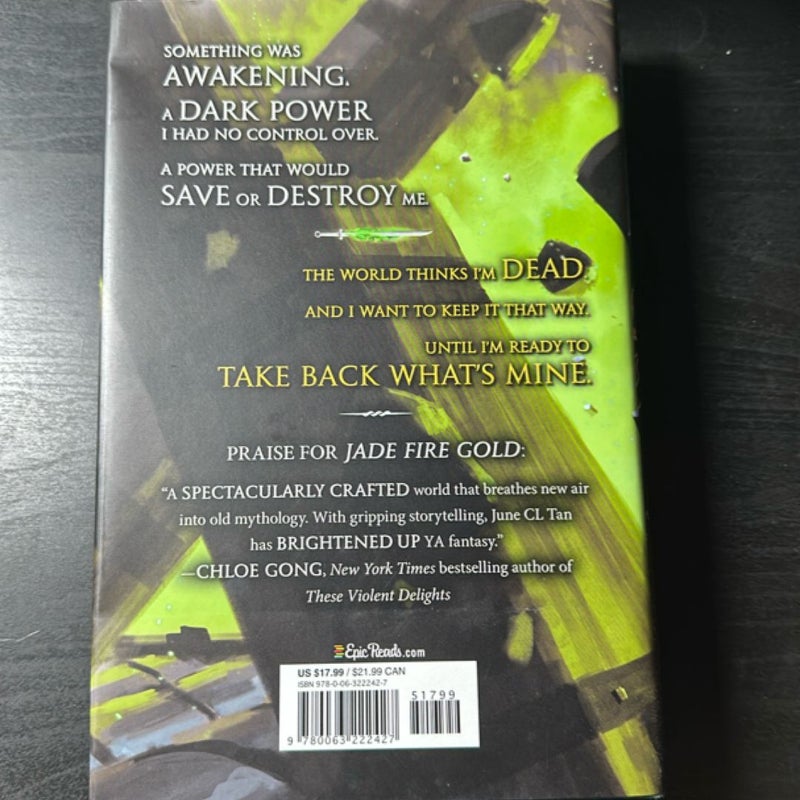 SOMETHING WAS
AWAKENING.
A DARK POWER
I HAD NO CONTROL OVER.
A POWER THAT WOULD
SAVE OR DESTROY ME.
THE WORLD THINKS I'M DEAD.
AND I WANT TO KEEP IT THAT WAY.
UNTIL I'M READY TO
TAKE BACK WHAT'S MINE.
PRAISE FOR JADE FIRE GOLD:
“A SPECTACULARLY CRAFTED world that breathes new air
into old mythology. With gripping storytelling, June CL Tan
has BRIGHTENED UP YA fantasy.”
—CHLOE GONG, New York Times bestselling author of
These Violent Delights
EpicReads.com
US $17.99 / $21.99 CAN
ISBN 978-0-06-322242-7
51799
9 780063 222427